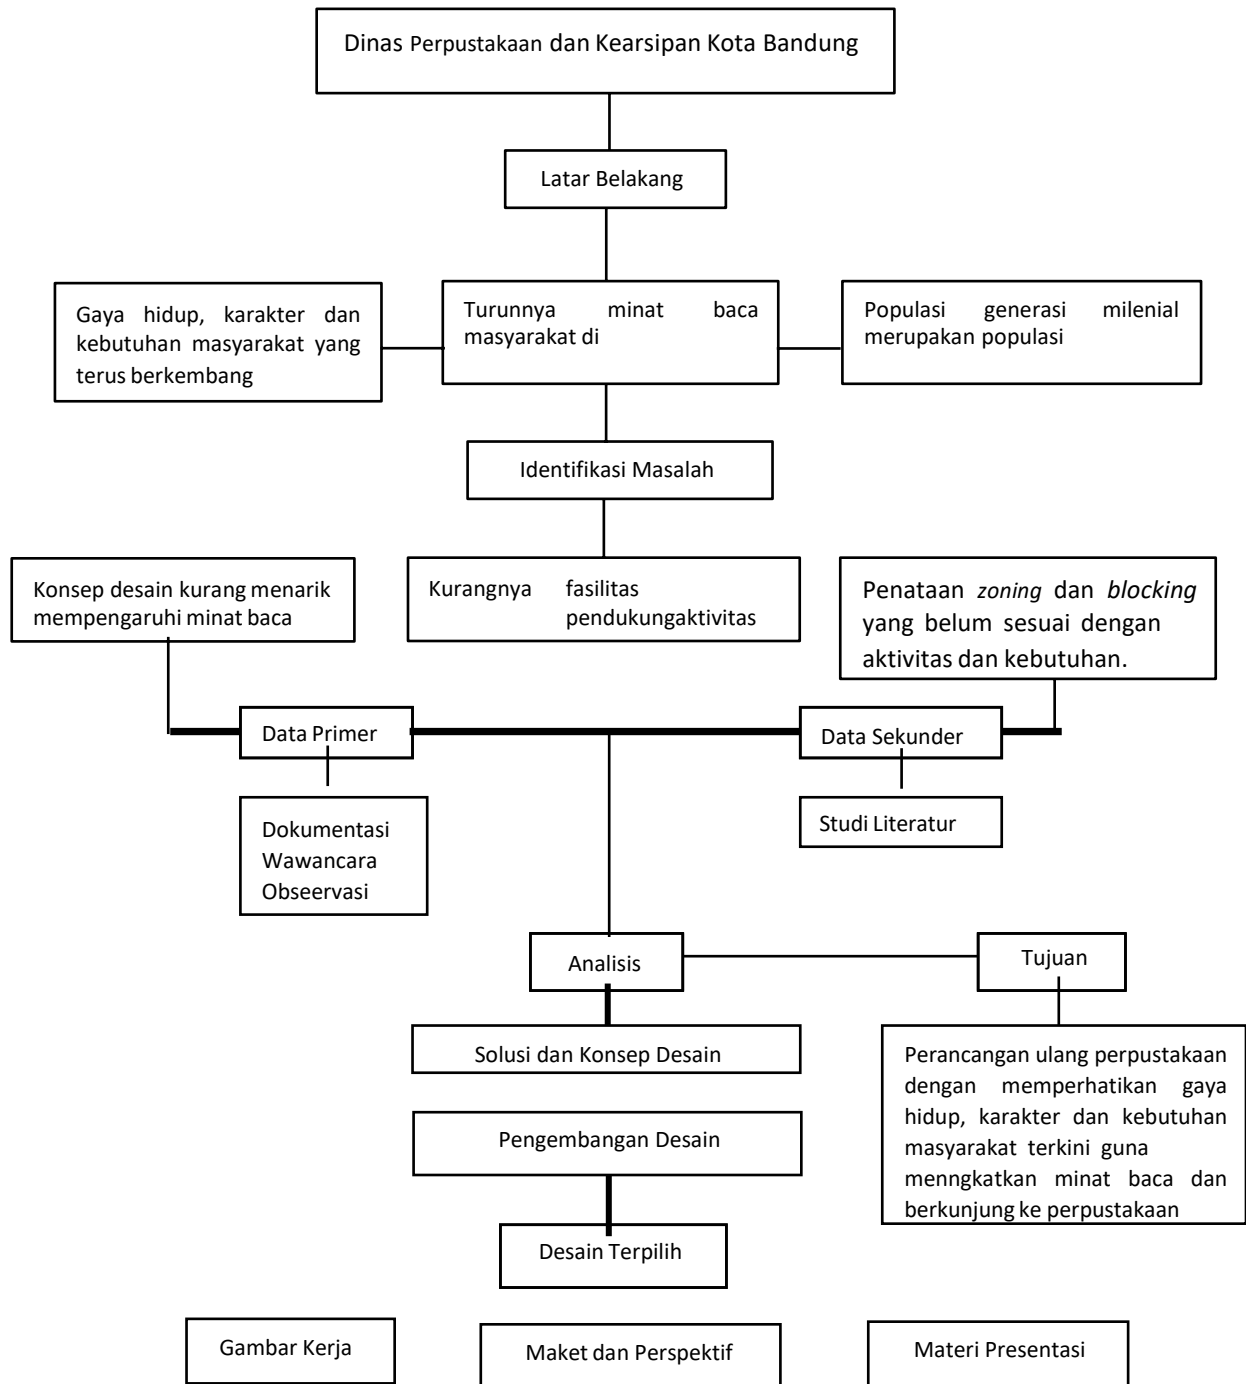 Dinas Perpustakaan dan Kearsipan Kota Bandung
Latar Belakang
Gaya hidup, karakter dan
kebutuhan masyarakat yang
terus berkembang
Turunnya minat baca
masyarakat di
Populasi generasi milenial
merupakan populasi
Identifikasi Masalah
Konsep desain kurang menarik
mempengaruhi minat baca
Kurangnya fasilitas
pendukungaktivitas
Penataan zoning dan blocking
yang belum sesuai dengan
aktivitas dan kebutuhan.
Data Primer
Data Sekunder
Dokumentasi
Wawancara
Obseervasi
Studi Literatur
Analisis
Tujuan
Solusi dan Konsep Desain
Perancangan ulang perpustakaan
dengan memperhatikan gaya
hidup, karakter dan kebutuhan
masyarakat terkini guna
menngkatkan minat baca dan
berkunjung ke perpustakaan
Pengembangan Desain
Desain Terpilih
Gambar Kerja
Maket dan Perspektif
Materi Presentasi